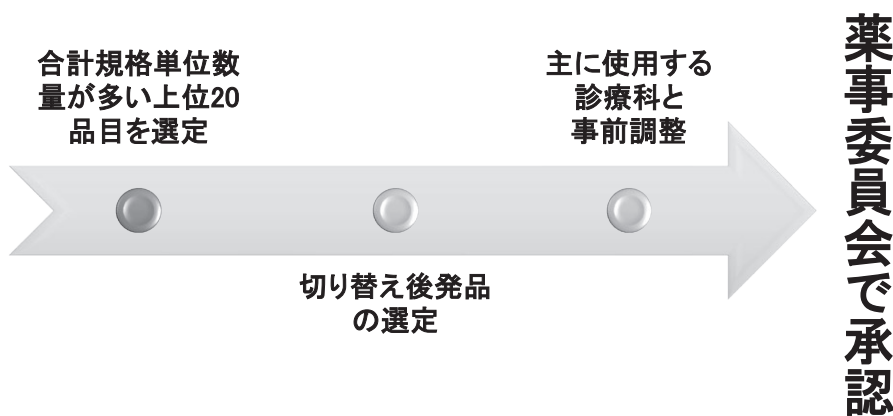 合計規格単位数
量が多い上位20
品目を選定
切り替え後発品
の選定
主に使用する
診療科と
事前調整
薬事委員会で承認